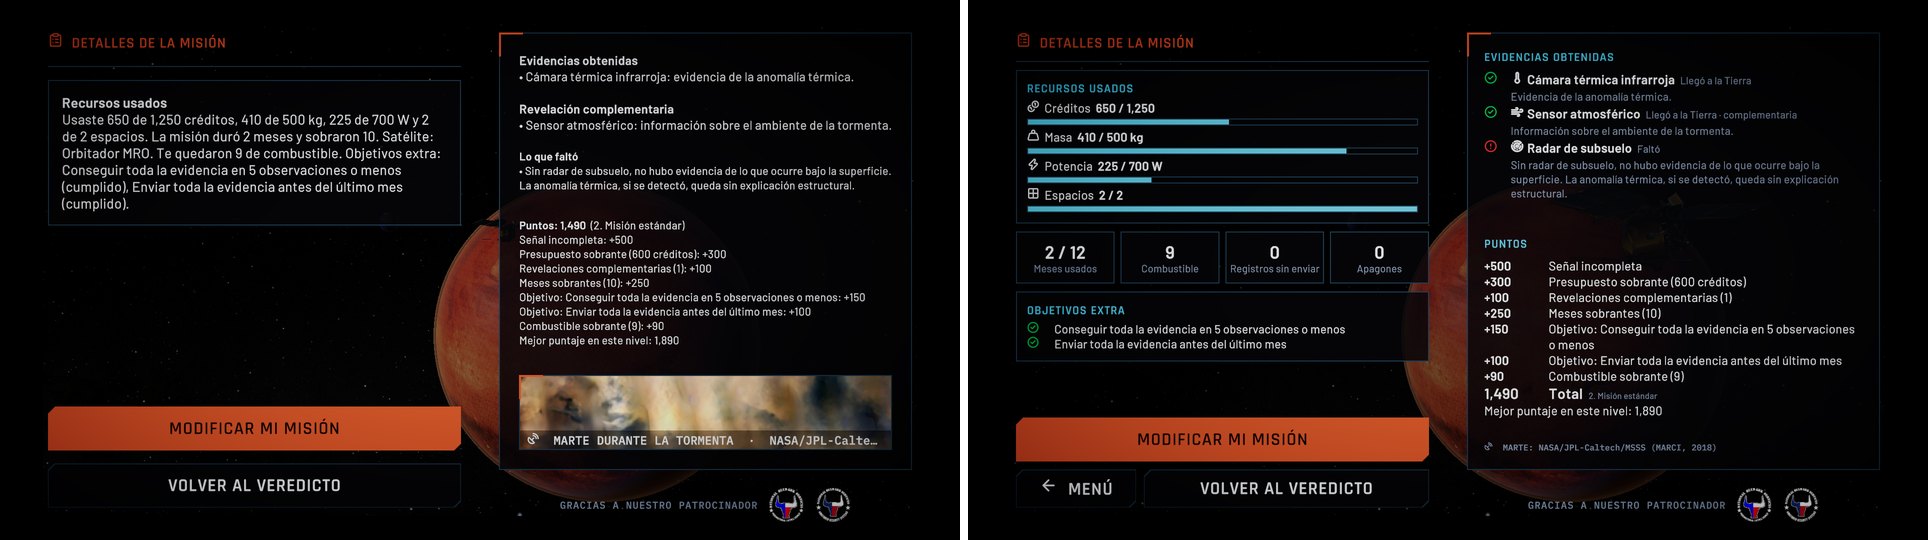 DETALLES DE LA MISIÓN
Recursos usados
Usaste 650 de 1,250 créditos, 410 de 500 kg, 225 de 700 W y 2
de 2 espacios. La misión duró 2 meses y sobraron 10. Satélite:
Orbitador MRO. Te quedaron 9 de combustible. Objetivos extra:
Conseguir toda la evidencia en 5 observaciones o menos
(cumplido), Enviar toda la evidencia antes del último mes
(cumplido).
MODIFICAR MI MISIÓN
VOLVER AL VEREDICTO
Evidencias obtenidas
• Cámara térmica infrarroja: evidencia de la anomalía térmica.
Revelación complementaria
• Sensor atmosférico: información sobre el ambiente de la tormenta.
Lo que faltó
• Sin radar de subsuelo, no hubo evidencia de lo que ocurre bajo la superficie.
La anomalía térmica, si se detectó, queda sin explicación estructural.
Puntos: 1,490 (2. Misión estándar)
Señal incompleta: +500
Presupuesto sobrante (600 créditos): +300
Revelaciones complementarias (1): +100
Meses sobrantes (10): +250
Objetivo: Conseguir toda la evidencia en 5 observaciones o menos: +150
Objetivo: Enviar toda la evidencia antes del último mes: +100
Combustible sobrante (9): +90
Mejor puntaje en este nivel: 1,890
MARTE DURANTE LA TORMENTA · NASA/JPL-Calte…
GRACIAS A NUESTRO PATROCINADOR
DETALLES DE LA MISIÓN
RECURSOS USADOS
Créditos 650 / 1,250
Masa 410 / 500 kg
Potencia 225 / 700 W
Espacios 2 / 2
2 / 12
Meses usados
9
Combustible
0
Registros sin enviar
0
Apagones
OBJETIVOS EXTRA
Conseguir toda la evidencia en 5 observaciones o menos
Enviar toda la evidencia antes del último mes
MODIFICAR MI MISIÓN
MENÚ
VOLVER AL VEREDICTO
EVIDENCIAS OBTENIDAS
Cámara térmica infrarroja Llegó a la Tierra
Evidencia de la anomalía térmica.
Sensor atmosférico Llegó a la Tierra · complementaria
Información sobre el ambiente de la tormenta.
Radar de subsuelo Faltó
Sin radar de subsuelo, no hubo evidencia de lo que ocurre bajo la
superficie. La anomalía térmica, si se detectó, queda sin explicación
estructural.
PUNTOS
+500 Señal incompleta
+300 Presupuesto sobrante (600 créditos)
+100 Revelaciones complementarias (1)
+250 Meses sobrantes (10)
+150 Objetivo: Conseguir toda la evidencia en 5 observaciones
o menos
+100 Objetivo: Enviar toda la evidencia antes del último mes
+90 Combustible sobrante (9)
1,490 Total 2. Misión estándar
Mejor puntaje en este nivel: 1,890
MARTE: NASA/JPL-Caltech/MSSS (MARCI, 2018)
GRACIAS A NUESTRO PATROCINADOR